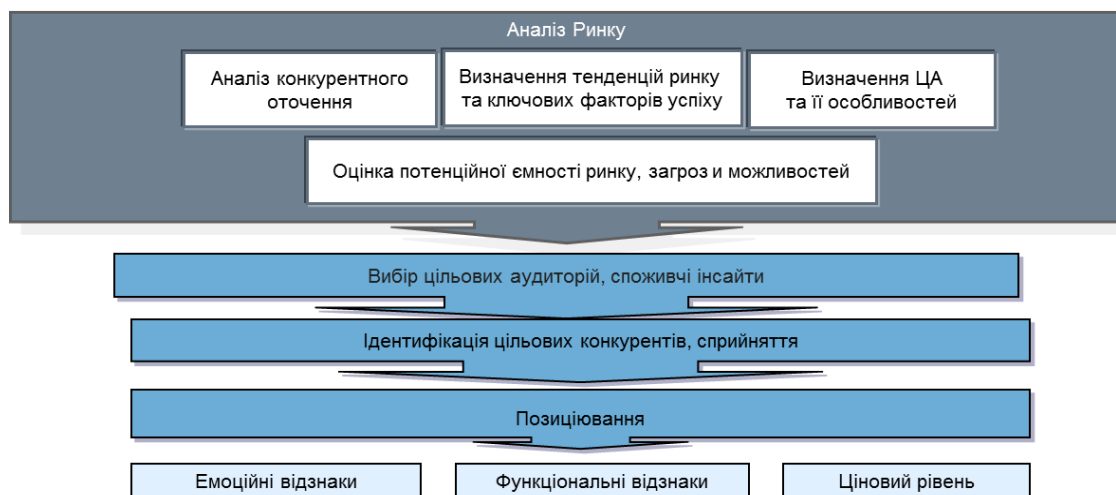 Аналіз Ринку
Аналіз конкурентного
оточення
Визначення тенденцій ринку
та ключових факторів успіху
Визначення ЦА
та її особливостей
Оцінка потенційної ємності ринку, загроз и можливостей
Вибір цільових аудиторій, споживчі інсайти
Ідентифікація цільових конкурентів, сприйняття
Позиціювання
Емоційні відзнаки
Функціональні відзнаки
Ціновий рівень